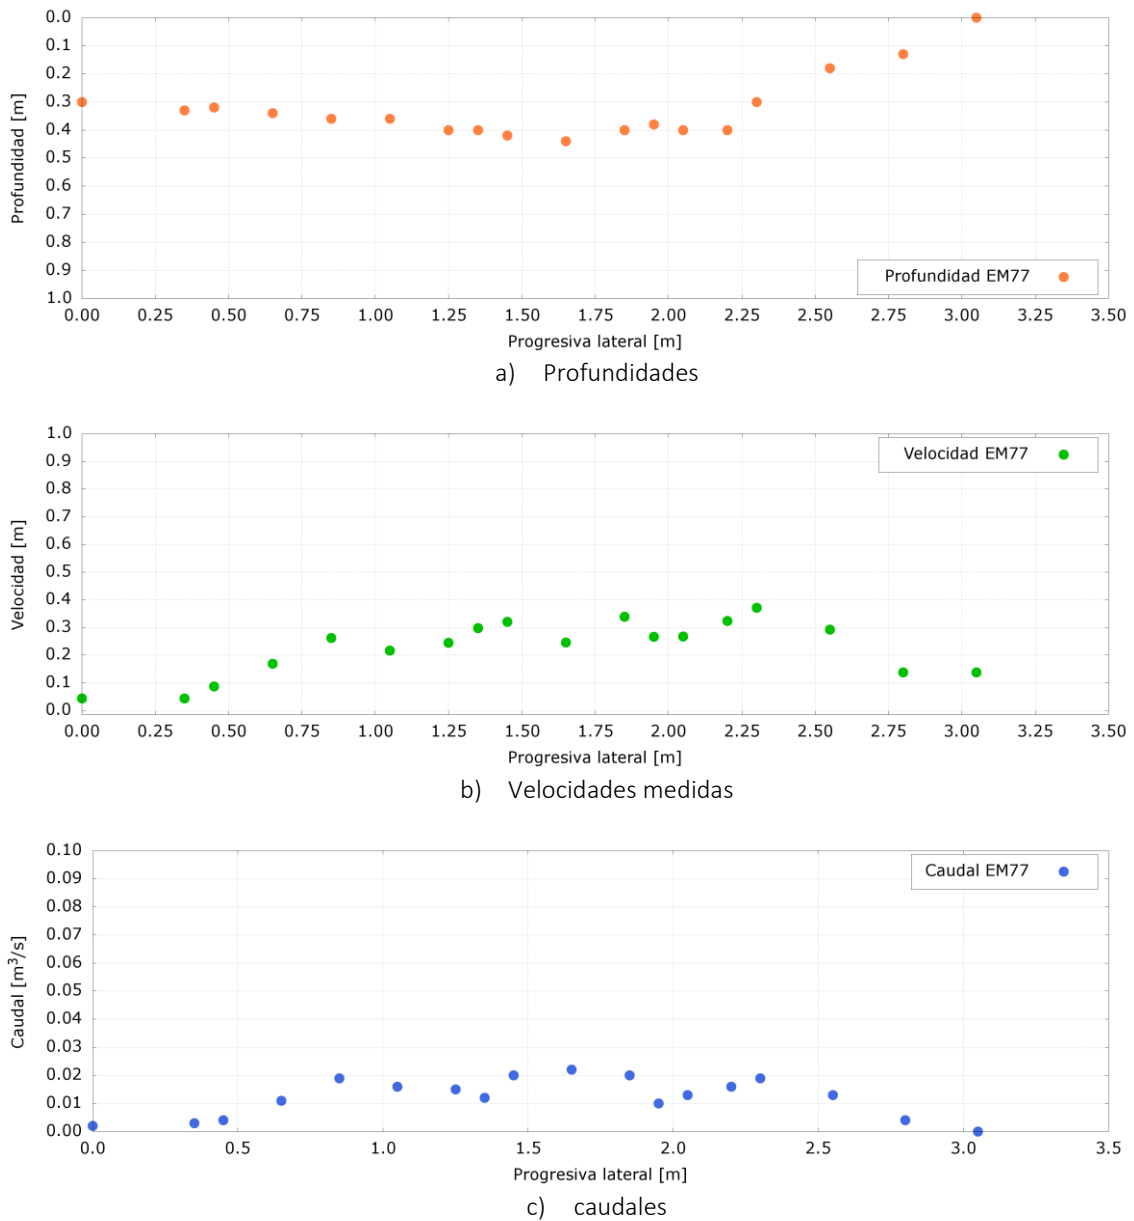 0.0
0.1
0.2
0.3
0.4
0.5
0.6
0.7
0.8
0.9
1.0
Profundidad [m]
Profundidad EM77
0.00 0.25 0.50 0.75 1.00 1.25 1.50 1.75 2.00 2.25 2.50 2.75 3.00 3.25 3.50
Progresiva lateral [m]
a) Profundidades
1.0
0.9
0.8
0.7
0.6
0.5
0.4
0.3
0.2
0.1
0.0
Velocidad [m]
Velocidad EM77
0.00 0.25 0.50 0.75 1.00 1.25 1.50 1.75 2.00 2.25 2.50 2.75 3.00 3.25 3.50
Progresiva lateral [m]
b) Velocidades medidas
0.10
0.09
0.08
0.07
0.06
0.05
0.04
0.03
0.02
0.01
0.00
Caudal [m³/s]
Caudal EM77
0.0 0.5 1.0 1.5 2.0 2.5 3.0 3.5
Progresiva lateral [m]
c) caudales